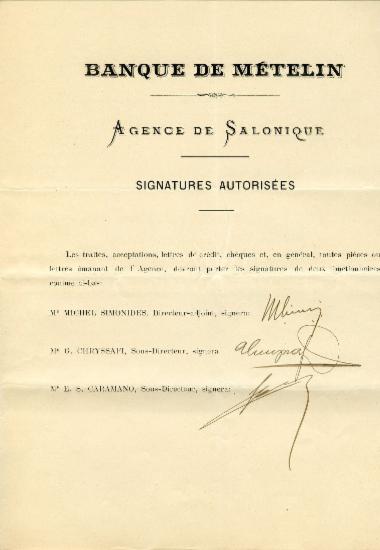 BANQUE DE MÉTELIN
AGENCE DE SALONIQUE
SIGNATURES AUTORISÉES
Les traites, acceptations, lettres de crédit, chèques et, en général, toutes pièces ou
lettres émanant de l'Agence, devront porter les signatures de deux fonctionnaires
comme ci-bas:
Mr MICHEL SIMONIDES, Directeur-adjoint, signera:
Mr G. CHRYSSAFI, Sous-Directeur, signera
Mr E. S. CARAMANO, Sous-Directeur, signera: